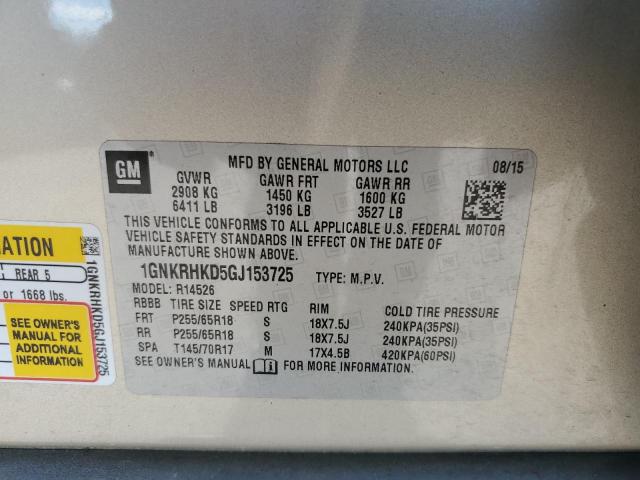 GM
MFD BY GENERAL MOTORS LLC
08/15
GVWR GAWR FRT GAWR RR
2908 KG 1450 KG 1600 KG
6411 LB 3196 LB 3527 LB
THIS VEHICLE CONFORMS TO ALL APPLICABLE U.S. FEDERAL MOTOR
VEHICLE SAFETY STANDARDS IN EFFECT ON THE DATE OF
MANUFACTURE SHOWN ABOVE.
1GNKRHKD5GJ153725 TYPE: M.P.V.
MODEL: R14526
RBBB TIRE SIZE SPEED RTG RIM COLD TIRE PRESSURE
FRT P255/65R18 S 18X7.5J 240KPA(35PSI)
RR P255/65R18 S 18X7.5J 240KPA(35PSI)
SPA T145/70R17 M 17X4.5B 420KPA(60PSI)
SEE OWNER'S MANUAL FOR MORE INFORMATION.
REAR 5
or 1668 lbs.
SEE OWNER'S
MANUAL FOR
ADDITIONAL
INFORMATION
1GNKRHKD5GJ153725